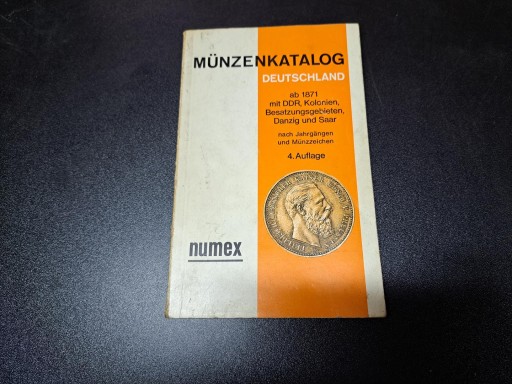 MÜNZENKATALOG
DEUTSCHLAND
ab 1871
mit DDR, Kolonien,
Besatzungsgebieten,
Danzig und Saar
nach Jahrgängen
und Münzzeichen
4. Auflage
numex